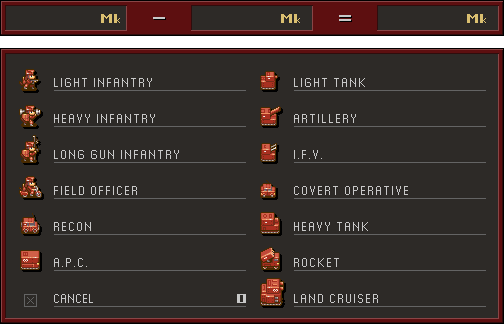 Mk – Mk = Mk
LIGHT INFANTRY
HEAVY INFANTRY
LONG GUN INFANTRY
FIELD OFFICER
RECON
A.P.C.
CANCEL 0
LIGHT TANK
ARTILLERY
I.F.V.
COVERT OPERATIVE
HEAVY TANK
ROCKET
LAND CRUISER